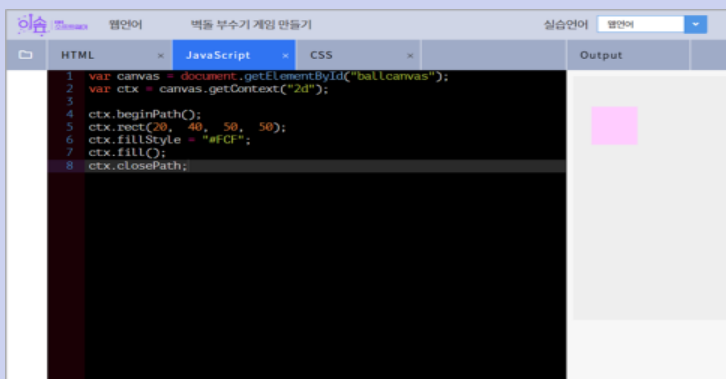 이솝
웹언어
벽돌 부수기 게임 만들기
실습언어
웹언어
HTML ×
JavaScript ×
CSS ×
Output
1 var canvas = document.getElementById("ballcanvas");
2 var ctx = canvas.getContext("2d");
3
4 ctx.beginPath();
5 ctx.rect(20, 40, 50, 50);
6 ctx.fillStyle = "#FCF";
7 ctx.fill();
8 ctx.closePath;